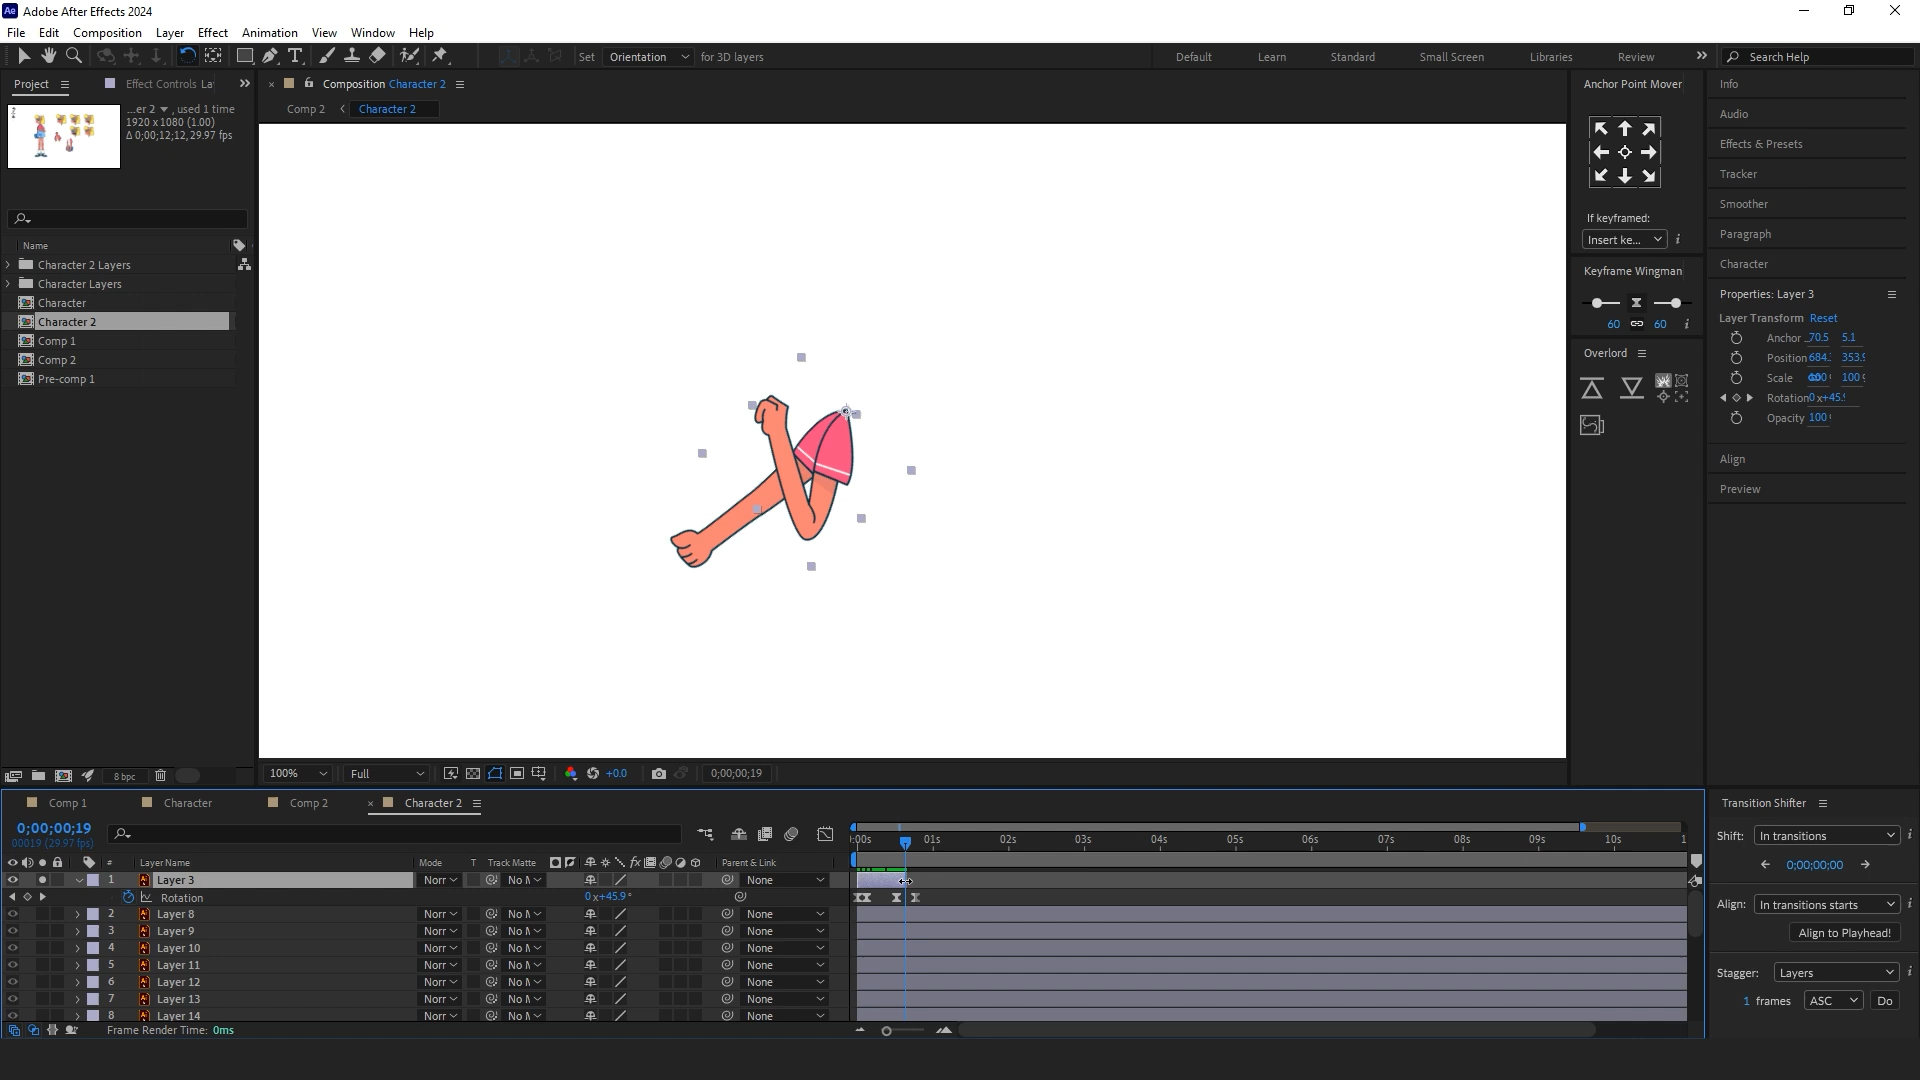 Adobe After Effects 2024
File Edit Composition Layer Effect Animation View Window Help
Set Orientation for 3D layers
Default Learn Standard Small Screen Libraries Review Search Help
Project Effect Controls La
...er 2 , used 1 time
1920 x 1080 (1.00)
Δ 0;00;12;12, 29.97 fps
Name
Character 2 Layers
Character Layers
Character
Character 2
Comp 1
Comp 2
Pre-comp 1
8 bpc
Composition Character 2
Comp 2 Character 2
100% Full +0.0 0;00;00;19
Anchor Point Mover
If keyframed:
Insert ke...
Keyframe Wingman
60 60
Overlord
Info
Audio
Effects & Presets
Tracker
Smoother
Paragraph
Character
Properties: Layer 3
Layer Transform Reset
Anchor 70.5 5.1
Position 684. 353.
Scale 100 100
Rotation 0 x+45.
Opacity 100
Align
Preview
Comp 1 Character Comp 2 Character 2
0;00;00;19
00019 (29.97 fps)
:00s 01s 02s 03s 04s 05s 06s 07s 08s 09s 10s 1
# Layer Name Mode T Track Matte Parent & Link
1 Layer 3 Norr No M None
Rotation 0 x+45.9°
2 Layer 8 Norr No M None
3 Layer 9 Norr No M None
4 Layer 10 Norr No M None
5 Layer 11 Norr No M None
6 Layer 12 Norr No M None
7 Layer 13 Norr No M None
8 Layer 14 Norr No M None
Frame Render Time: 0ms
Transition Shifter
Shift: In transitions
0;00;00;00
Align: In transitions starts
Align to Playhead!
Stagger: Layers
1 frames ASC Do